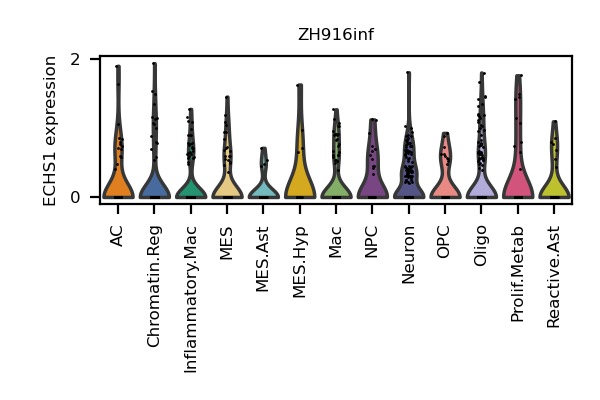 ZH916inf
ECHS1 expression
2
0
AC
Chromatin.Reg
Inflammatory.Mac
MES
MES.Ast
MES.Hyp
Mac
NPC
Neuron
OPC
Oligo
Prolif.Metab
Reactive.Ast